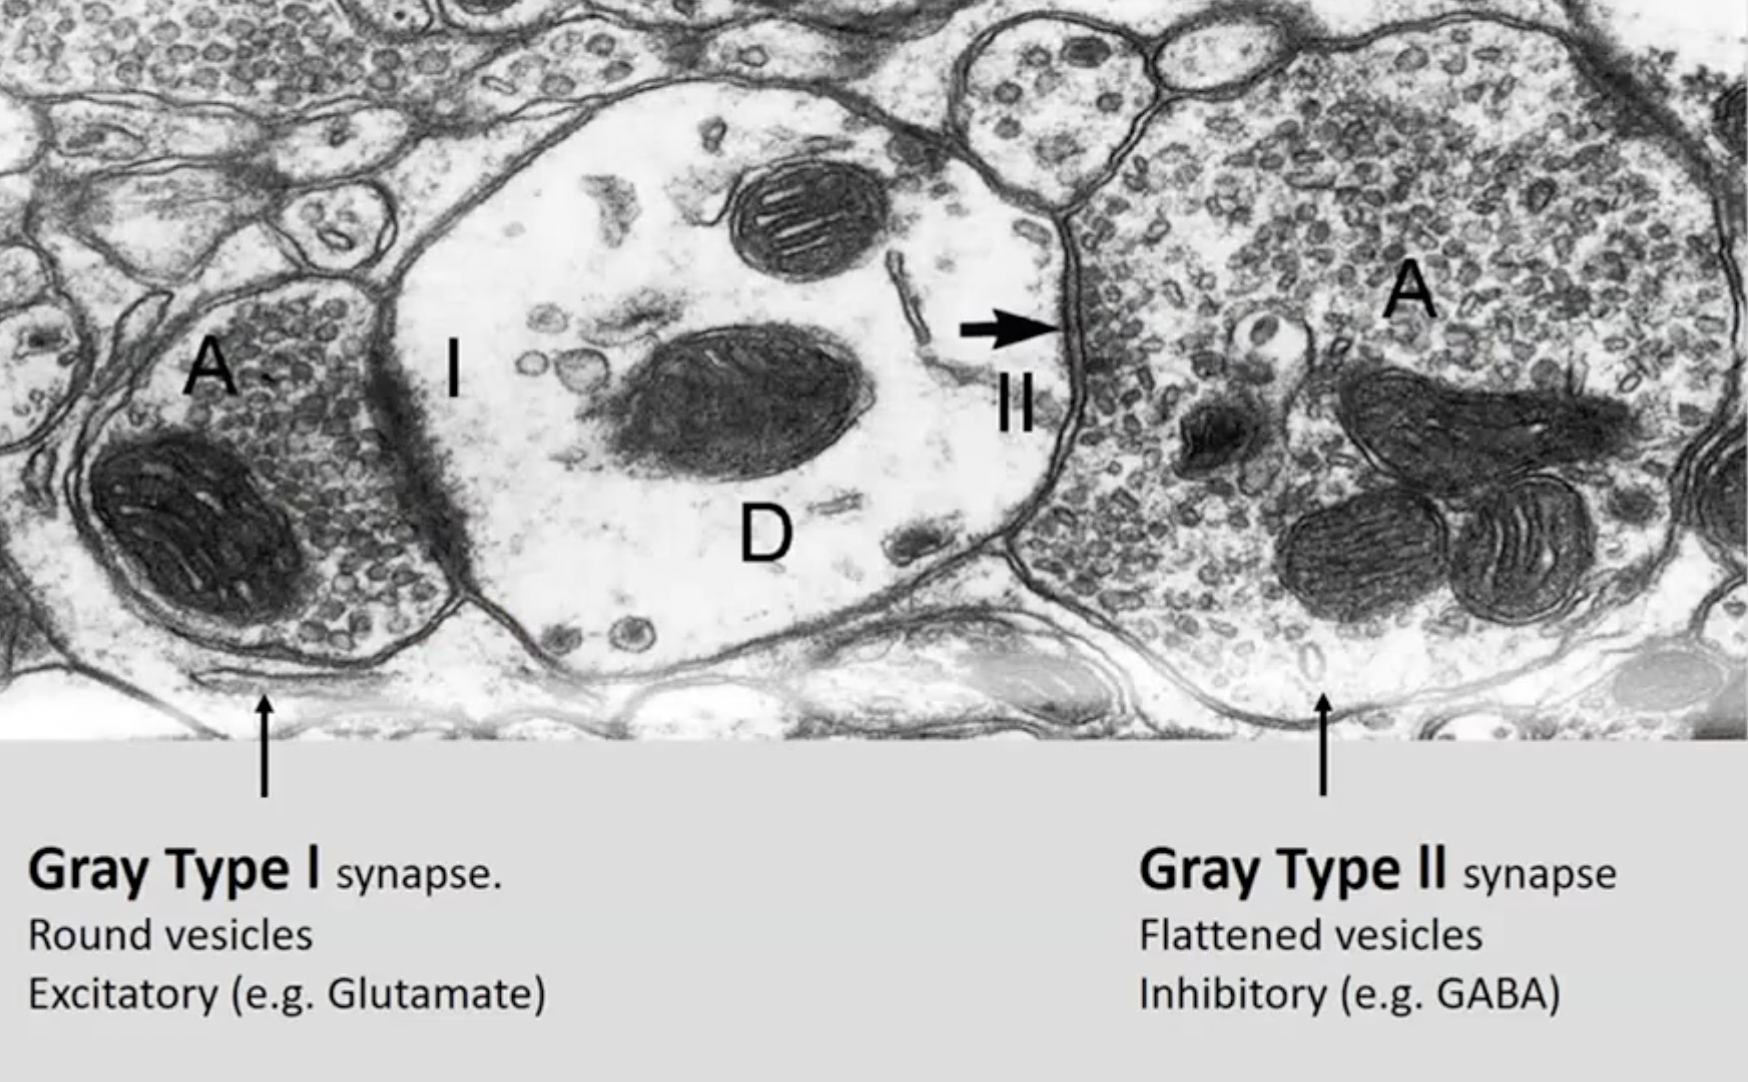 A
I
II
A
D
Gray Type I synapse.
Round vesicles
Excitatory (e.g. Glutamate)
Gray Type II synapse
Flattened vesicles
Inhibitory (e.g. GABA)